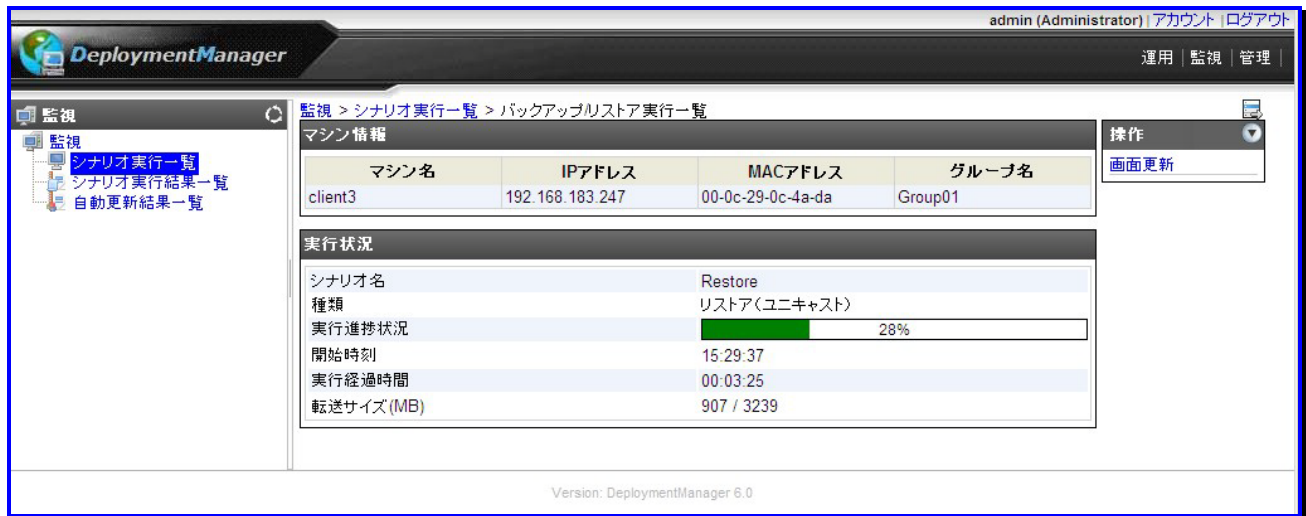 admin (Administrator) | アカウント | ログアウト
DeploymentManager
運用 | 監視 | 管理 |
監視
監視
シナリオ実行一覧
シナリオ実行結果一覧
自動更新結果一覧
監視 > シナリオ実行一覧 > バックアップ/リストア実行一覧
マシン情報
マシン名 IPアドレス MACアドレス グループ名
client3 192.168.183.247 00-0c-29-0c-4a-da Group01
実行状況
シナリオ名 Restore
種類 リストア(ユニキャスト)
実行進捗状況 28%
開始時刻 15:29:37
実行経過時間 00:03:25
転送サイズ(MB) 907 / 3239
操作
画面更新
Version: DeploymentManager 6.0